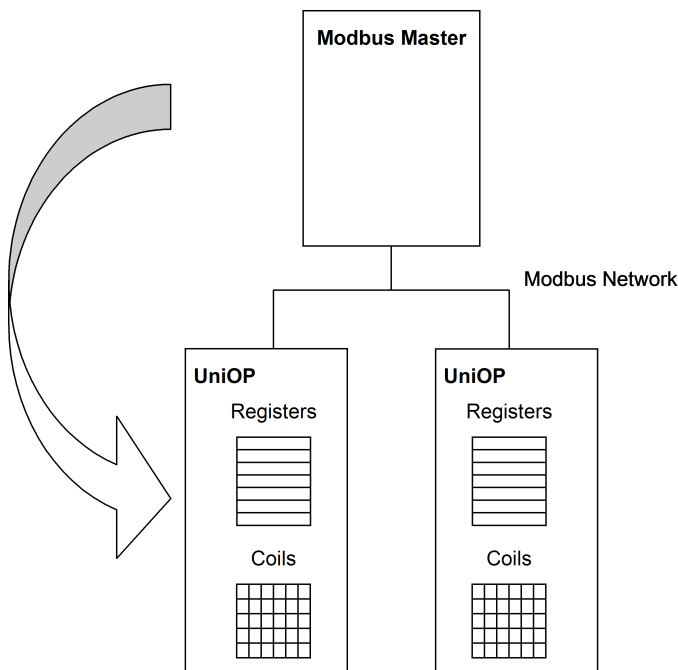 Modbus Master
Modbus Network
UniOP
Registers
Coils
UniOP
Registers
Coils